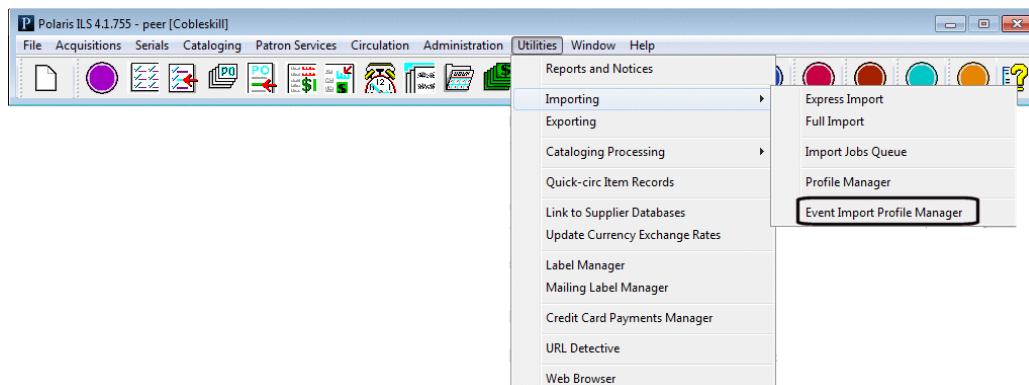 Polaris ILS 4.1.755 - peer [Cobleskill]
File Acquisitions Serials Cataloging Patron Services Circulation Administration Utilities Window Help
PO
PO
Reports and Notices
Importing
Exporting
Cataloging Processing
Quick-circ Item Records
Link to Supplier Databases
Update Currency Exchange Rates
Label Manager
Mailing Label Manager
Credit Card Payments Manager
URL Detective
Web Browser
Express Import
Full Import
Import Jobs Queue
Profile Manager
Event Import Profile Manager